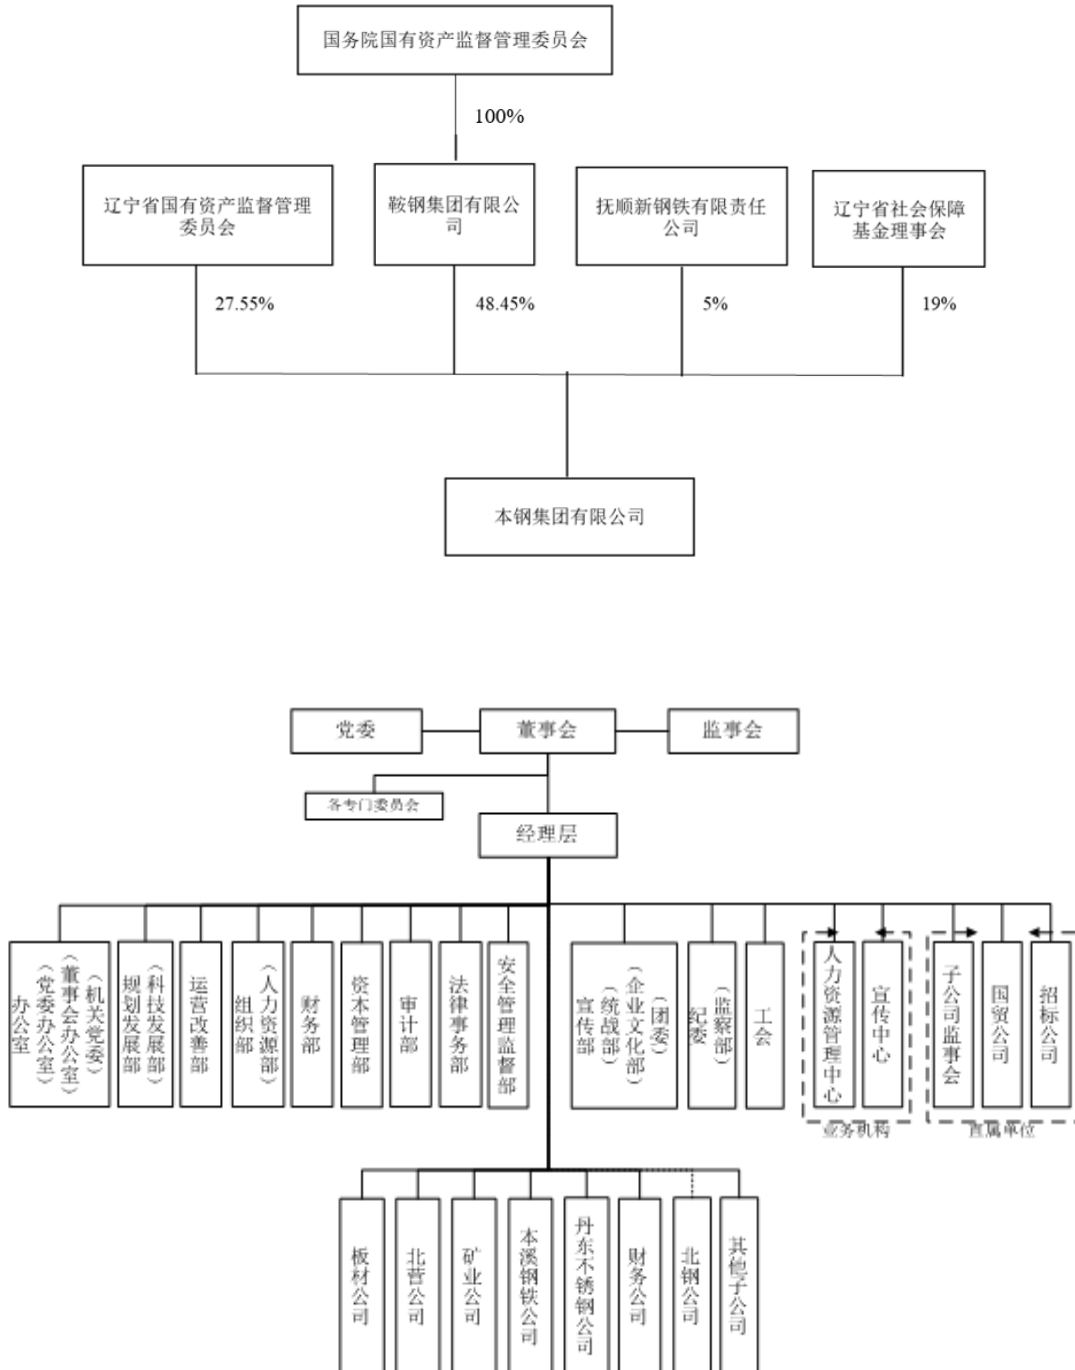 国务院国有资产监督管理委员会
100%
辽宁省国有资产监督管理
委员会
鞍钢集团有限公
司
抚顺新钢铁有限责任
公司
辽宁省社会保障
基金理事会
27.55%
48.45%
5%
19%
本钢集团有限公司
党委
董事会
监事会
各专门委员会
经理层
办公室
（党委办公室）
（董事会办公室）
（机关党委）
规划发展部
（科技发展部）
运营改善部
组织部
（人力资源部）
财务部
资本管理部
审计部
法律事务部
安全管理监督部
宣传部
（统战部）
（企业文化部）
（团委）
纪委
（监察部）
工会
人力资源管理中心
宣传中心
子公司监事会
国贸公司
招标公司
业务机构
直属单位
板材公司
北营公司
矿业公司
本溪钢铁公司
丹东不锈钢公司
财务公司
北钢公司
其他子公司